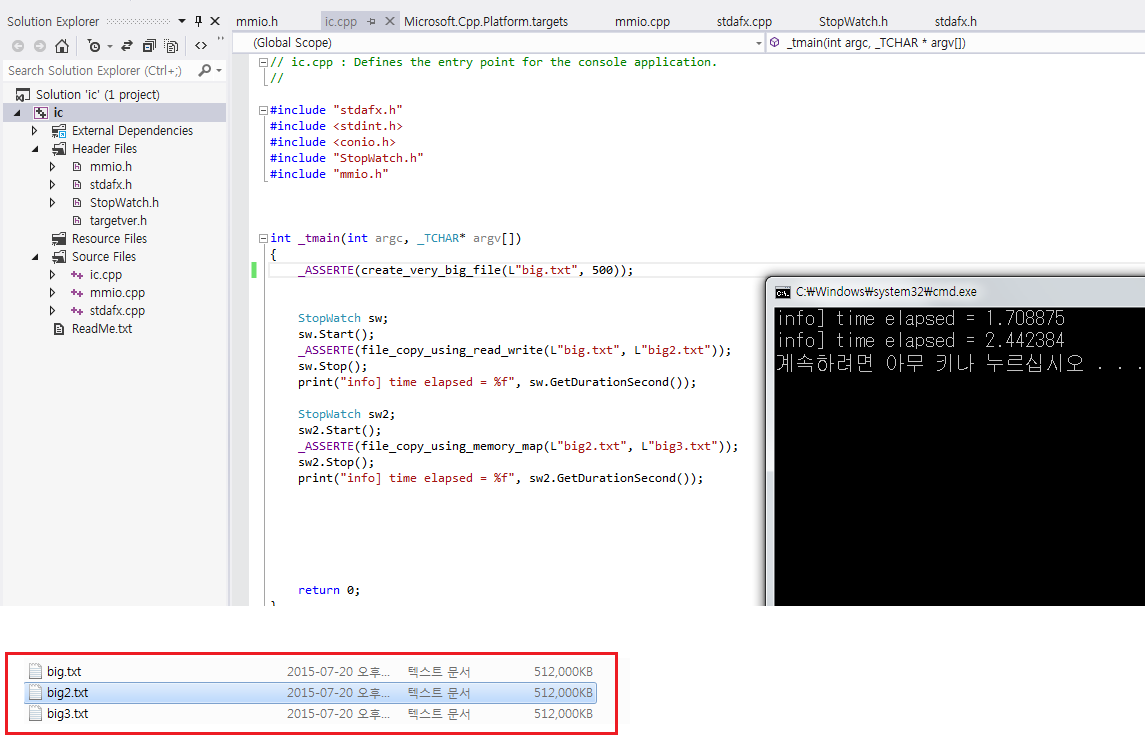 Solution Explorer
mmio.h
ic.cpp
Microsoft.Cpp.Platform.targets
mmio.cpp
stdafx.cpp
StopWatch.h
stdafx.h
(Global Scope)
_tmain(int argc, _TCHAR * argv[])
Search Solution Explorer (Ctrl+;)
Solution 'ic' (1 project)
ic
External Dependencies
Header Files
mmio.h
stdafx.h
StopWatch.h
targetver.h
Resource Files
Source Files
ic.cpp
mmio.cpp
stdafx.cpp
ReadMe.txt
// ic.cpp : Defines the entry point for the console application.
//
#include "stdafx.h"
#include <stdint.h>
#include <conio.h>
#include "StopWatch.h"
#include "mmio.h"
int _tmain(int argc, _TCHAR* argv[])
{
_ASSERTE(create_very_big_file(L"big.txt", 500));
StopWatch sw;
sw.Start();
_ASSERTE(file_copy_using_read_write(L"big.txt", L"big2.txt"));
sw.Stop();
print("info] time elapsed = %f", sw.GetDurationSecond());
StopWatch sw2;
sw2.Start();
_ASSERTE(file_copy_using_memory_map(L"big2.txt", L"big3.txt"));
sw2.Stop();
print("info] time elapsed = %f", sw2.GetDurationSecond());
return 0;
}
C:₩Windows₩system32₩cmd.exe
info] time elapsed = 1.708875
info] time elapsed = 2.442384
계속하려면 아무 키나 누르십시오 . . .
big.txt 2015-07-20 오후... 텍스트 문서 512,000KB
big2.txt 2015-07-20 오후... 텍스트 문서 512,000KB
big3.txt 2015-07-20 오후... 텍스트 문서 512,000KB